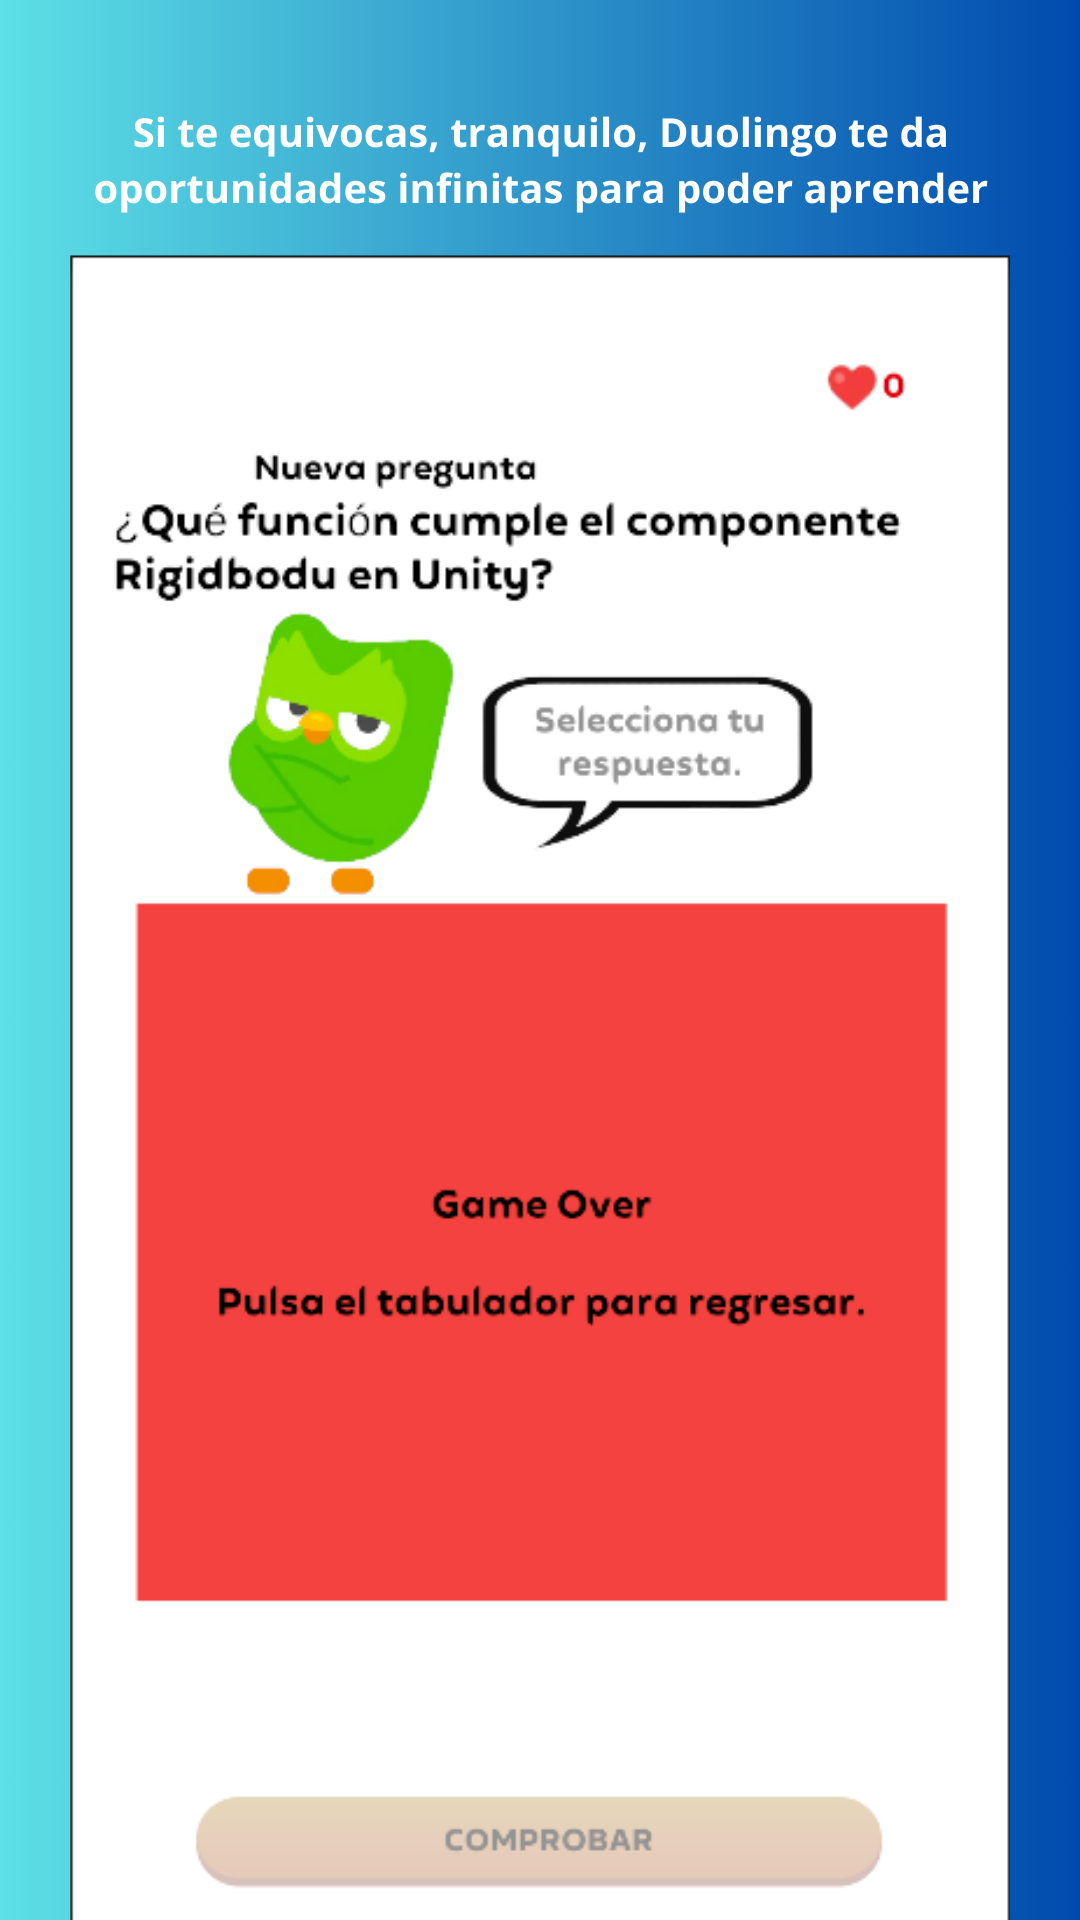 Si te equivocas, tranquilo, Duolingo te da
oportunidades infinitas para poder aprender
0
Nueva pregunta
¿Qué función cumple el componente
Rigidbodu en Unity?
Selecciona tu
respuesta.
Game Over
Pulsa el tabulador para regresar.
COMPROBAR